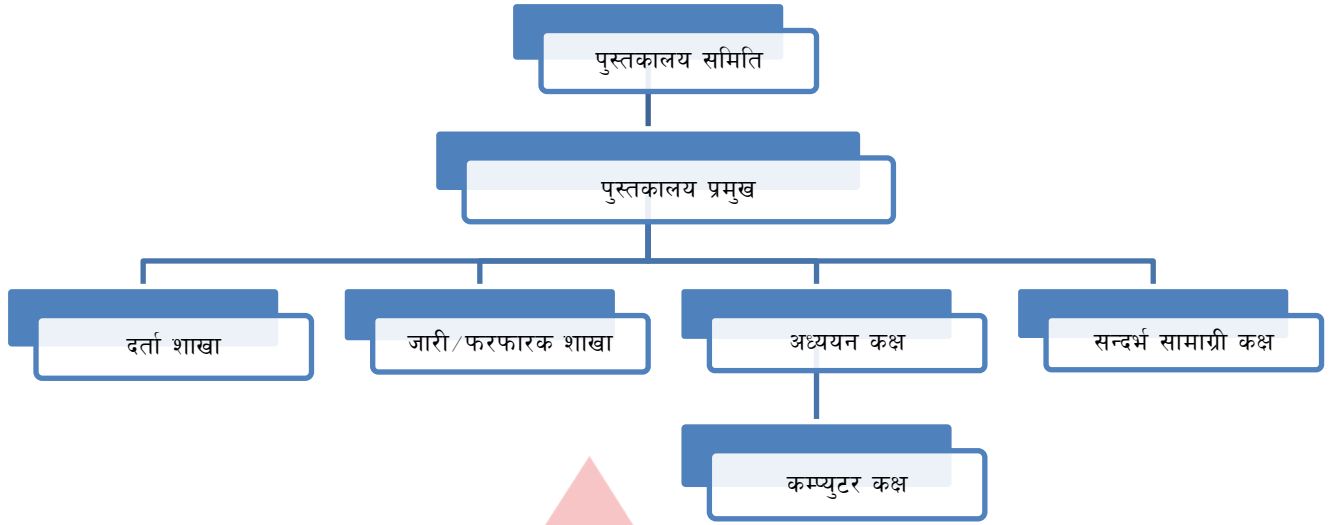 पुस्तकालय समिति
पुस्तकालय प्रमुख
दर्ता शाखा
जारी/फरफारक शाखा
अध्ययन कक्ष
सन्दर्भ सामाग्री कक्ष
कम्प्युटर कक्ष